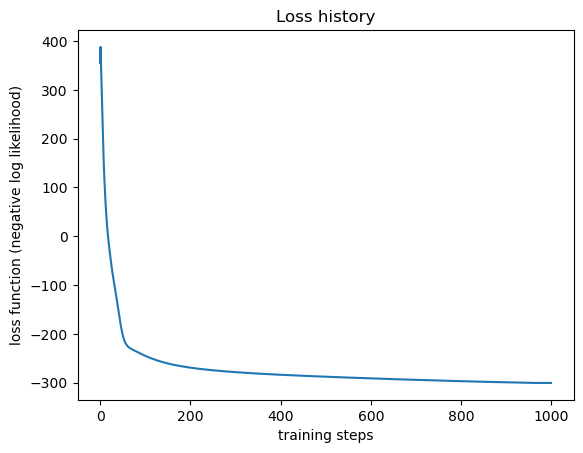 Loss history
loss function (negative log likelihood)
400
300
200
100
0
−100
−200
−300
0 200 400 600 800 1000
training steps